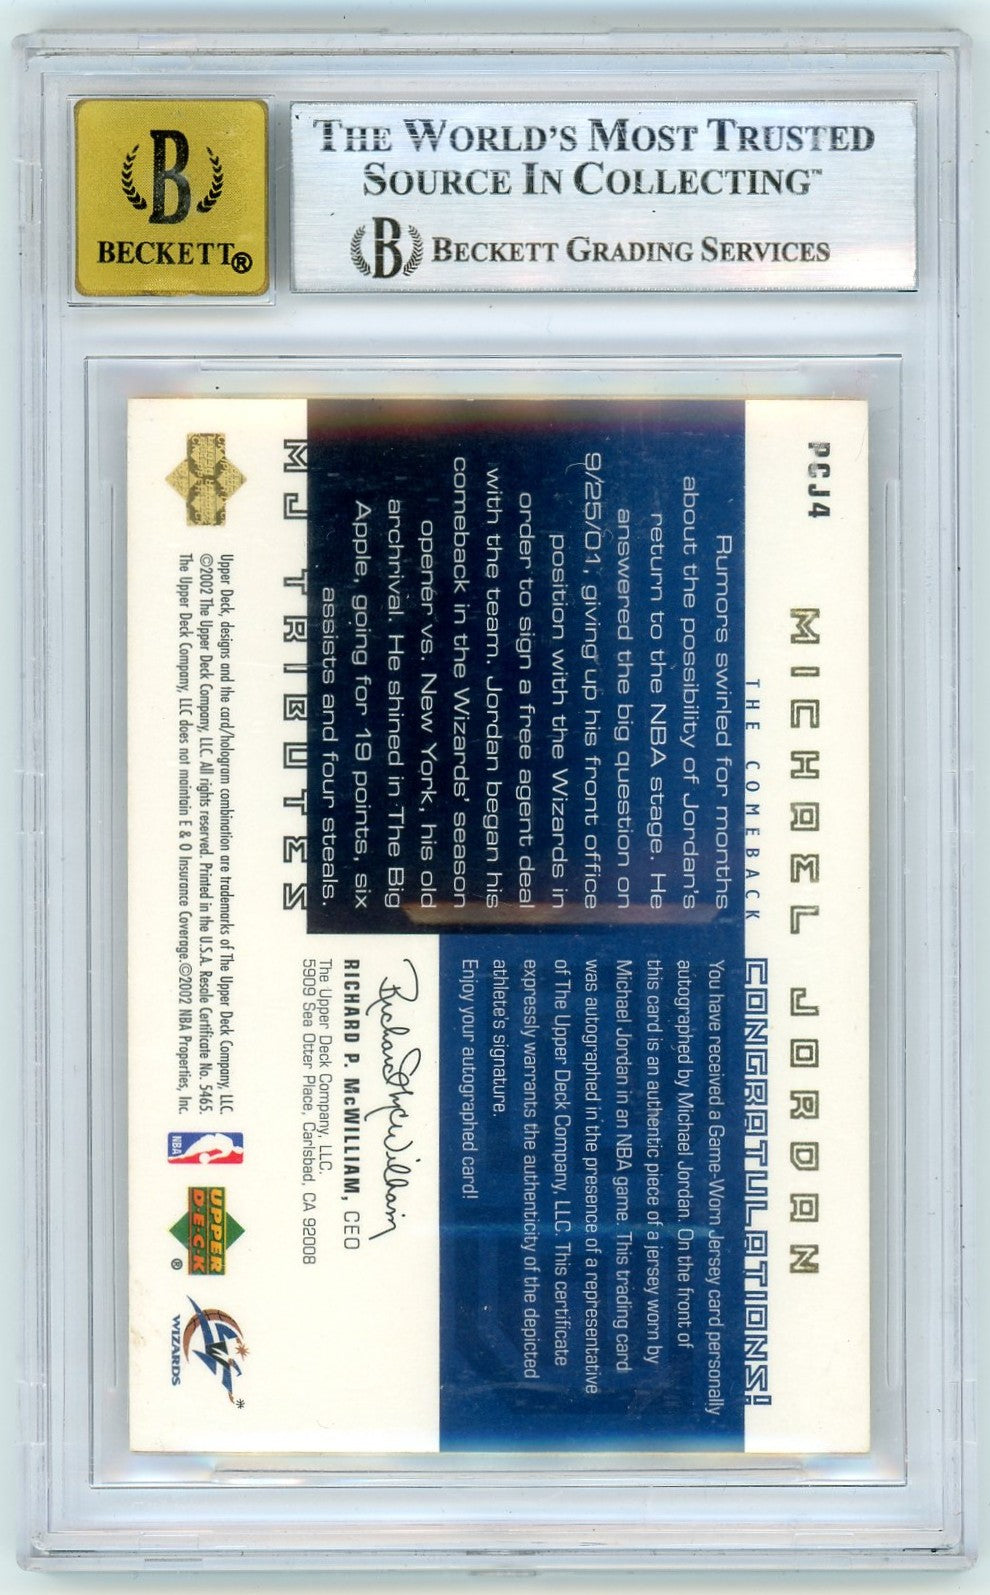 B
BECKETT®
THE WORLD'S MOST TRUSTED
SOURCE IN COLLECTING™
B BECKETT GRADING SERVICES
PCJ4
MICHAEL JORDAN
THE COMEBACK
Rumors swirled for months
about the possibility of Jordan's
return to the NBA stage. He
answered the big question on
9/25/01, giving up his front office
position with the Wizards in
order to sign a free agent deal
with the team. Jordan began his
comeback in the Wizards' season
opener vs. New York, his old
archrival. He shined in The Big
Apple, going for 19 points, six
assists and four steals.
MJ TRIBUTES
CONGRATULATIONS!
You have received a Game-Worn Jersey card personally
autographed by Michael Jordan. On the front of
this card is an authentic piece of a jersey worn by
Michael Jordan in an NBA game. This trading card
was autographed in the presence of a representative
of The Upper Deck Company, LLC. This certificate
expressly warrants the authenticity of the depicted
athlete's signature.
Enjoy your autographed card!
Richard McWilliam
RICHARD P. McWILLIAM, CEO
The Upper Deck Company, LLC.
5909 Sea Otter Place, Carlsbad, CA 92008
Upper Deck, designs and the card/hologram combination are trademarks of The Upper Deck Company, LLC.
©2002 The Upper Deck Company, LLC. All rights reserved. Printed in the U.S.A. Resale Certificate No. 5465.
The Upper Deck Company, LLC does not maintain E & O Insurance Coverage.©2002 NBA Properties, Inc.
NBA
UPPER
DECK
®
W
WIZARDS